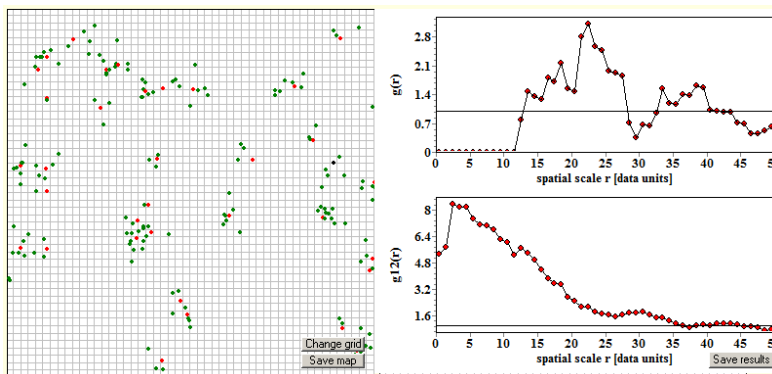 Change grid
Save map
g(r)
2.8
2.1
1.4
0.7
0
0 5 10 15 20 25 30 35 40 45 50
spatial scale r [data units]
g12(r)
8
6.4
4.8
3.2
1.6
0 5 10 15 20 25 30 35 40 45 50
spatial scale r [data units]
Save results